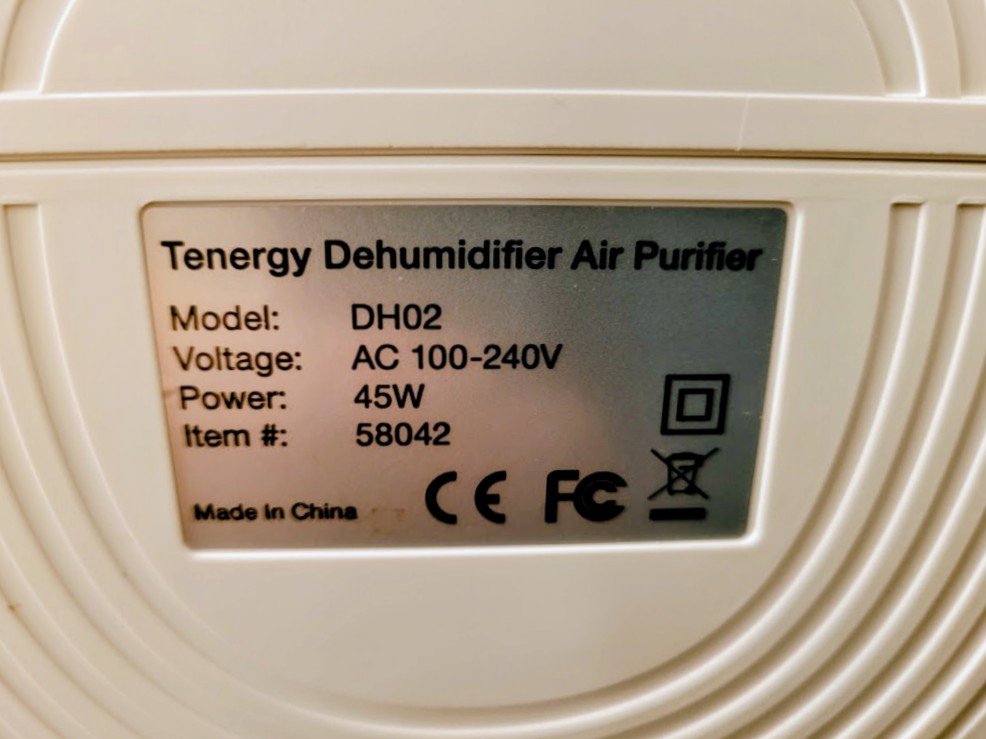 Tenergy Dehumidifier Air Purifier
Model: DH02
Voltage: AC 100-240V
Power: 45W
Item #: 58042
Made In China CE FC